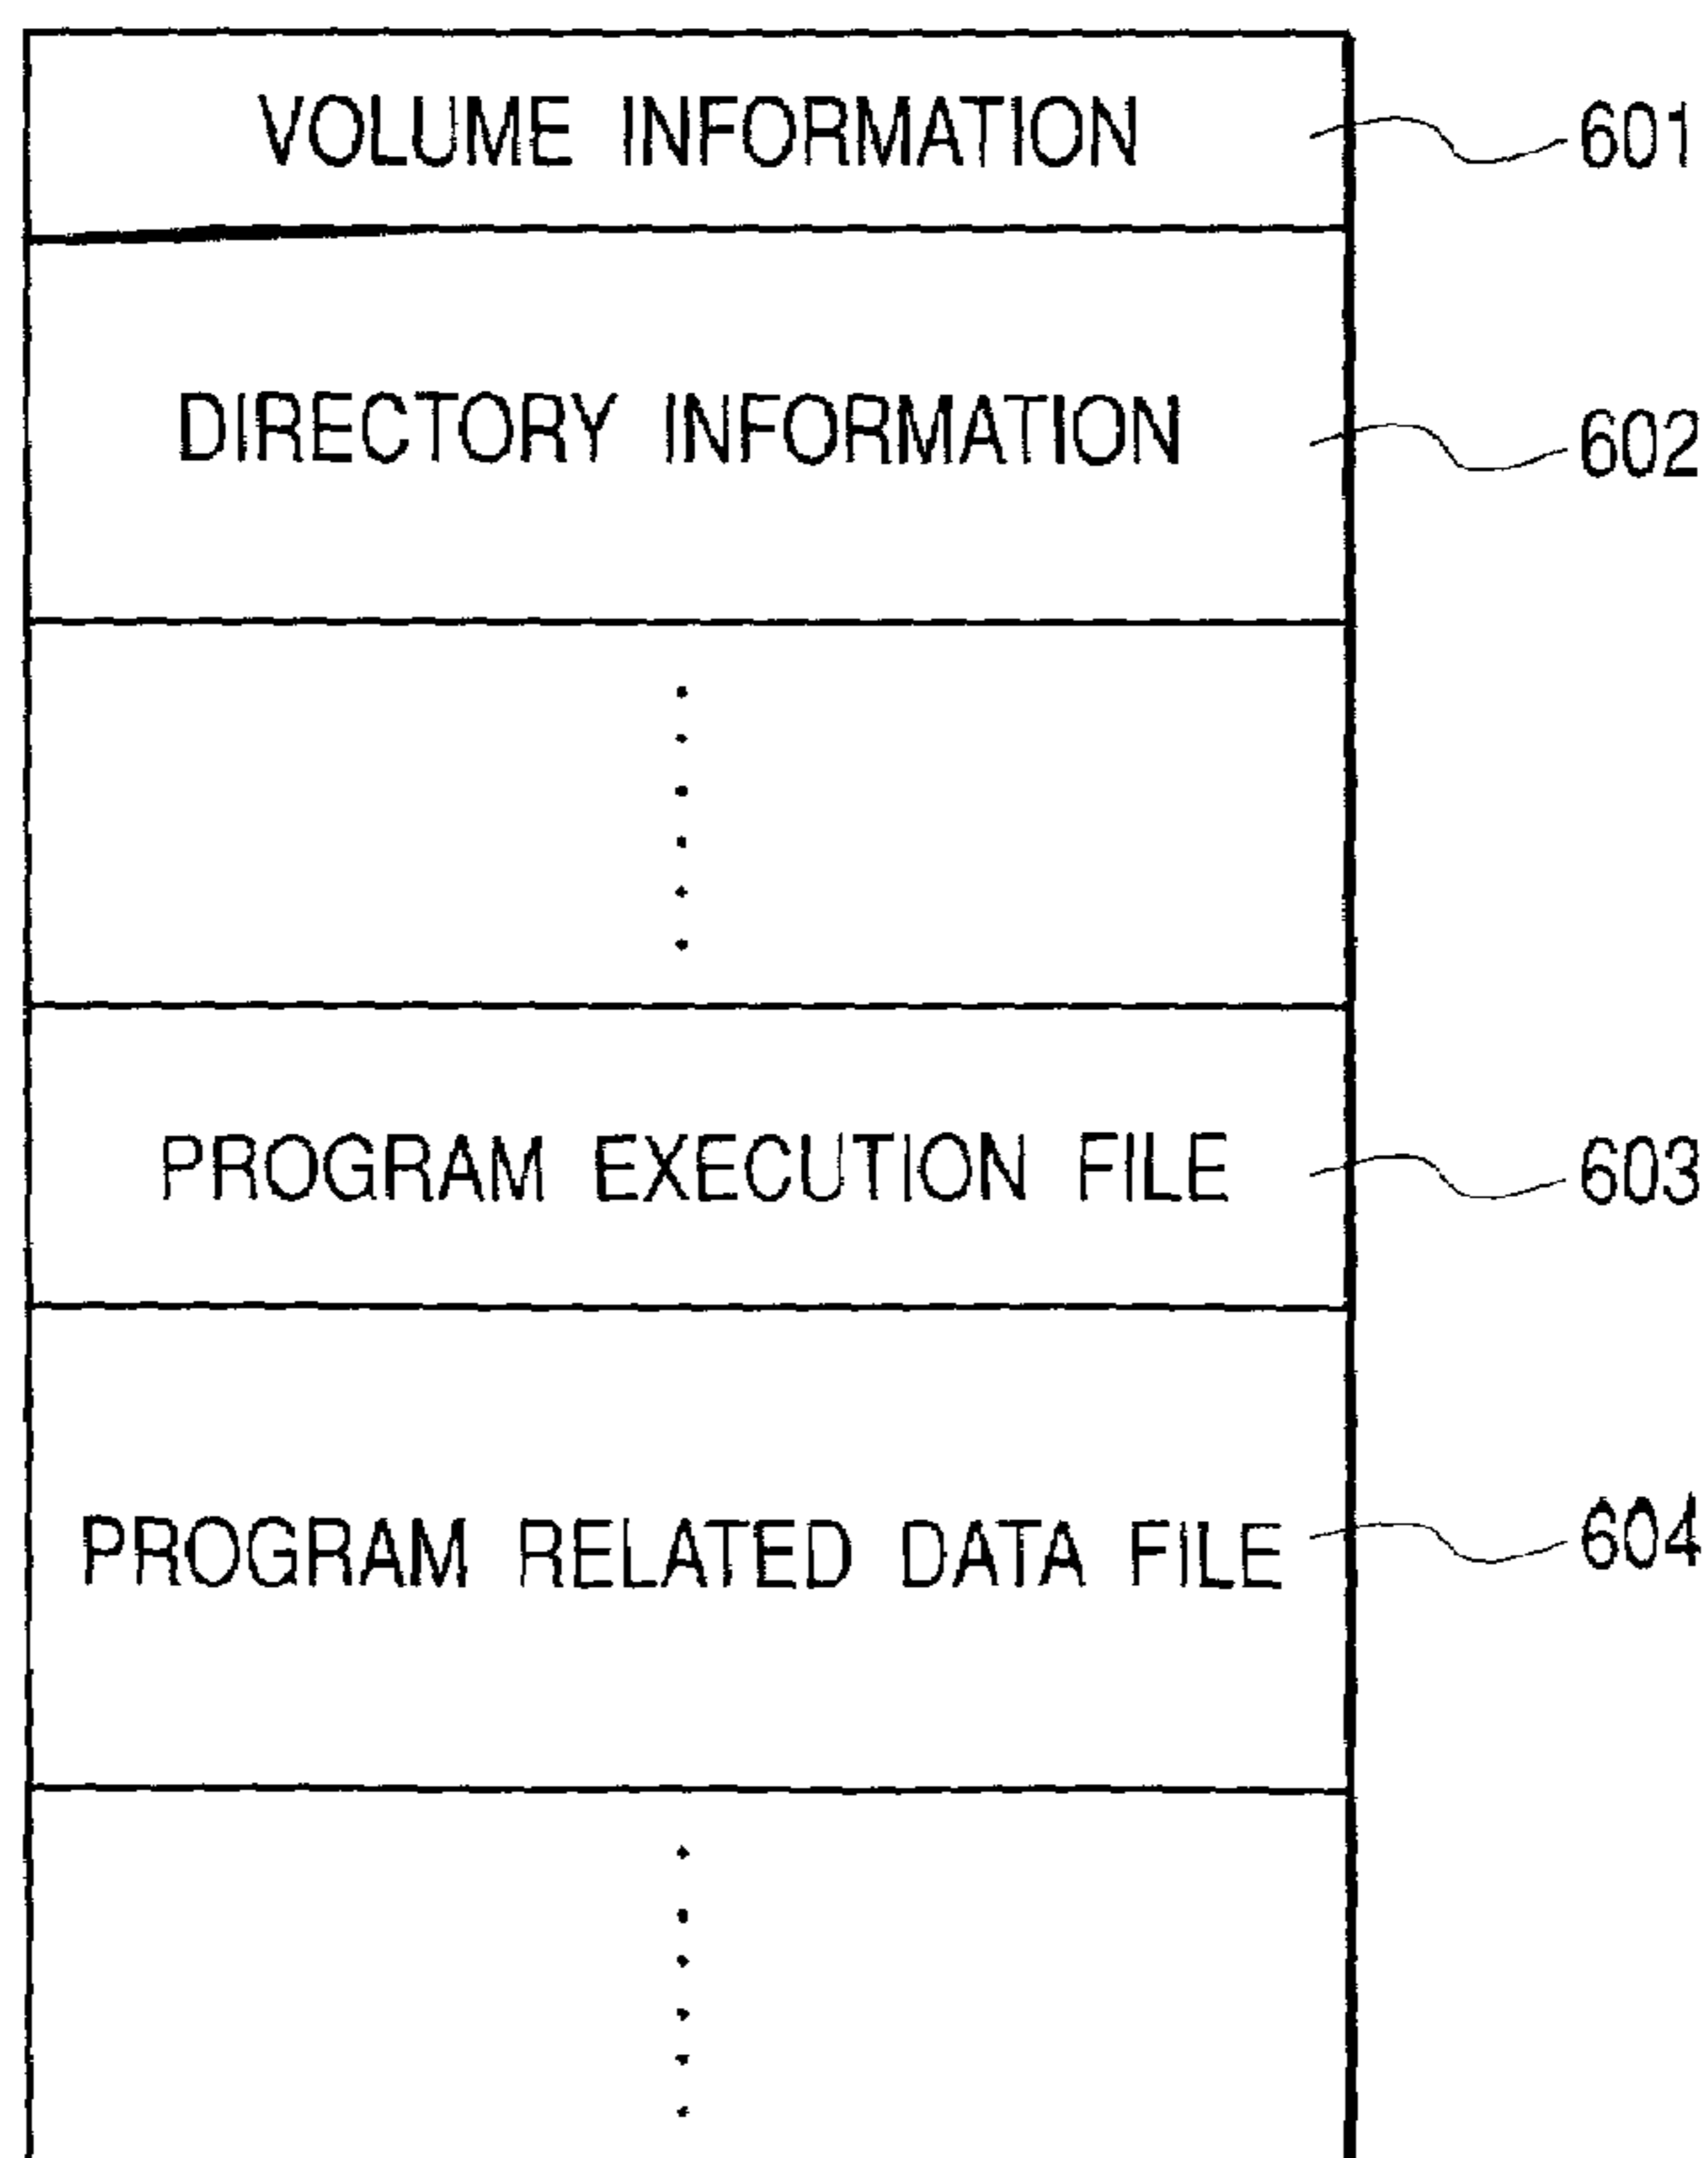 VOLUME INFORMATION 601
DIRECTORY INFORMATION 602
PROGRAM EXECUTION FILE 603
PROGRAM RELATED DATA FILE 604